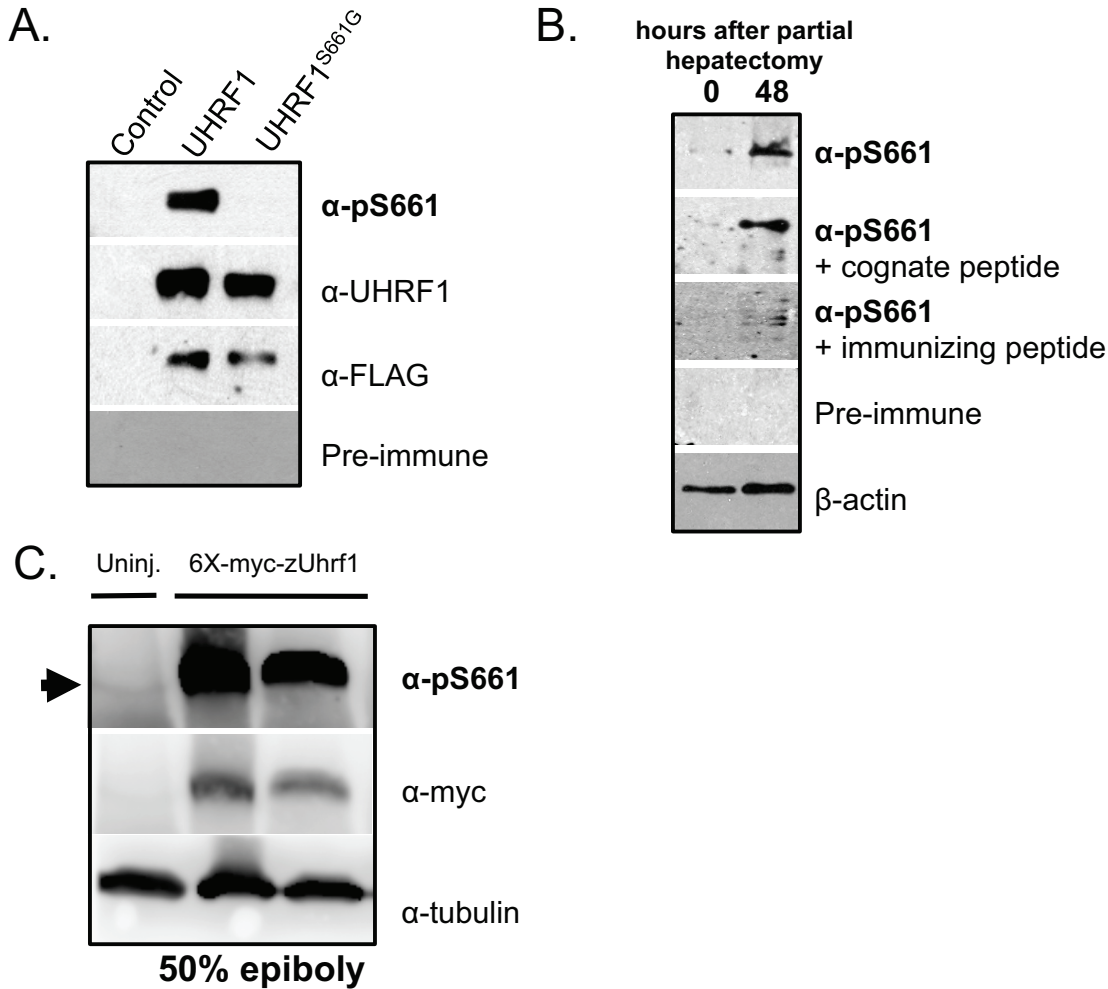 A.
Control
UHRF1
UHRF1S661G
α-pS661
α-UHRF1
α-FLAG
Pre-immune
B.
hours after partial
hepatectomy
0 48
α-pS661
α-pS661
+ cognate peptide
α-pS661
+ immunizing peptide
Pre-immune
β-actin
C.
Uninj. 6X-myc-zUhrf1
α-pS661
α-myc
α-tubulin
50% epiboly